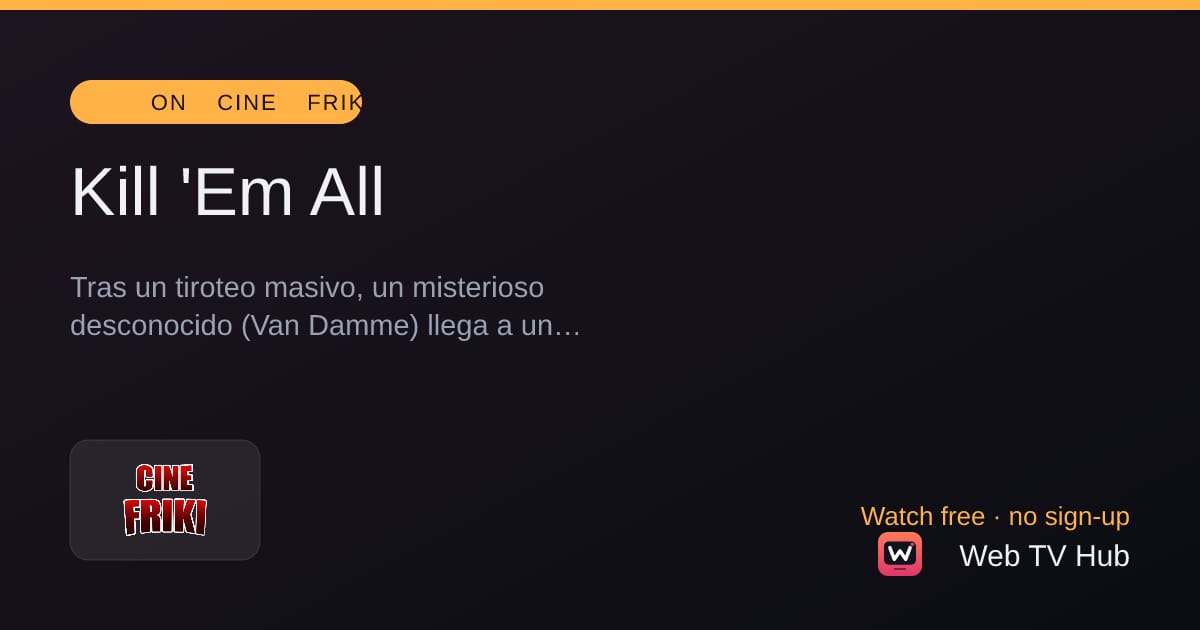 ON CINE FRIK
Kill 'Em All
Tras un tiroteo masivo, un misterioso
desconocido (Van Damme) llega a un…
CINE
FRIKI
Watch free · no sign-up
W
Web TV Hub